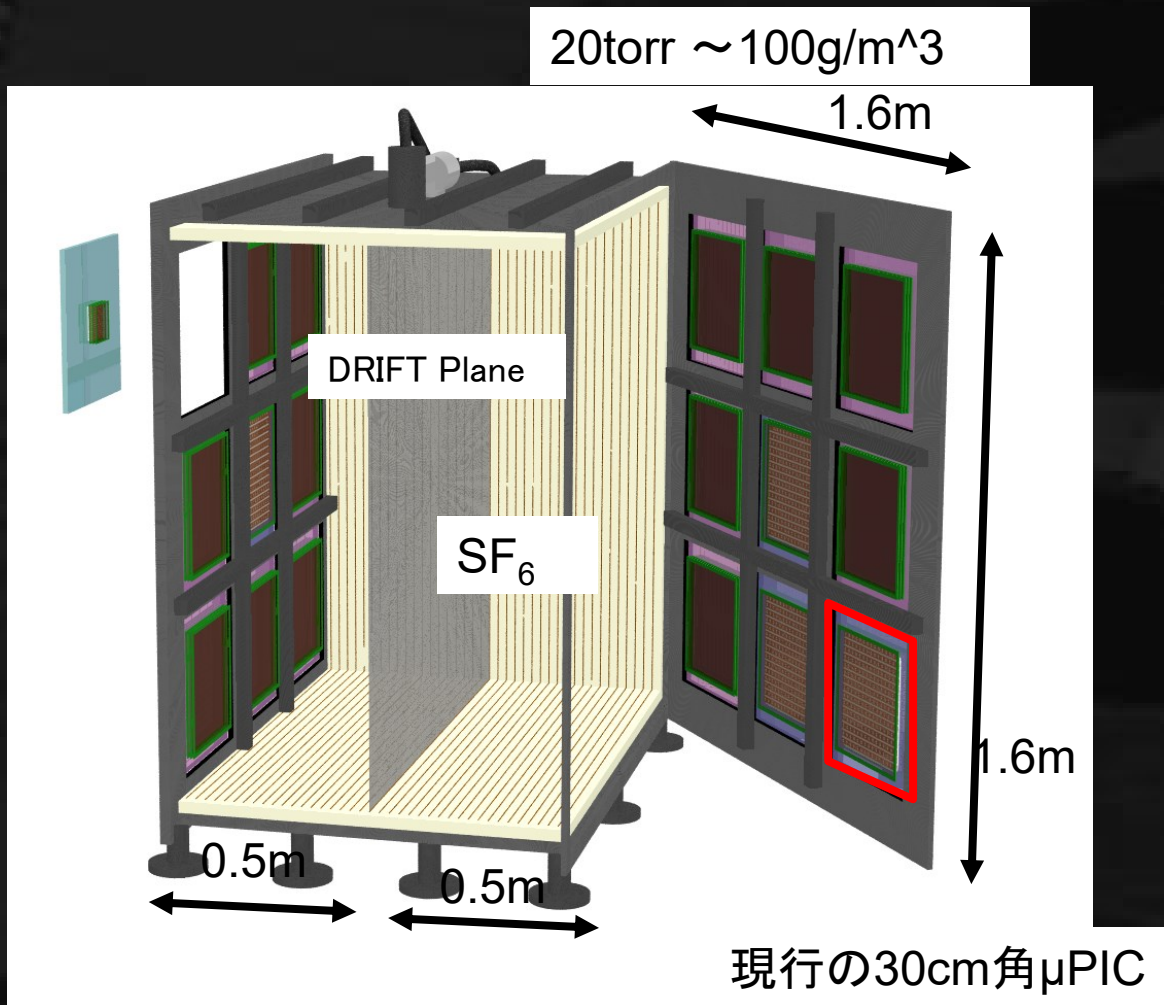 20torr ～100g/m^3
1.6m
DRIFT Plane
SF₆
1.6m
0.5m
0.5m
現行の30cm角μPIC